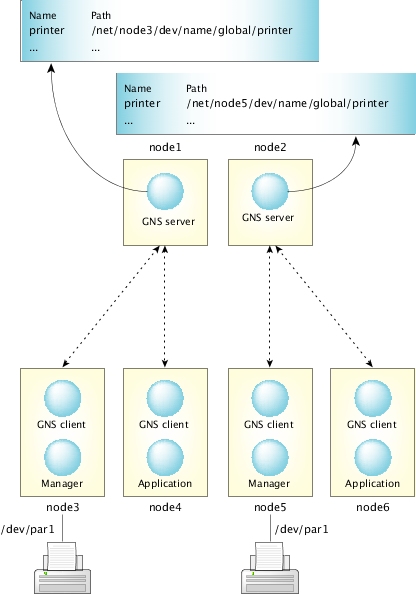 Name Path
printer /net/node3/dev/name/global/printer
... ...
Name Path
printer /net/node5/dev/name/global/printer
... ...
node1 node2
GNS server GNS server
GNS client GNS client GNS client GNS client
Manager Application Manager Application
node3 node4 node5 node6
/dev/par1 /dev/par1